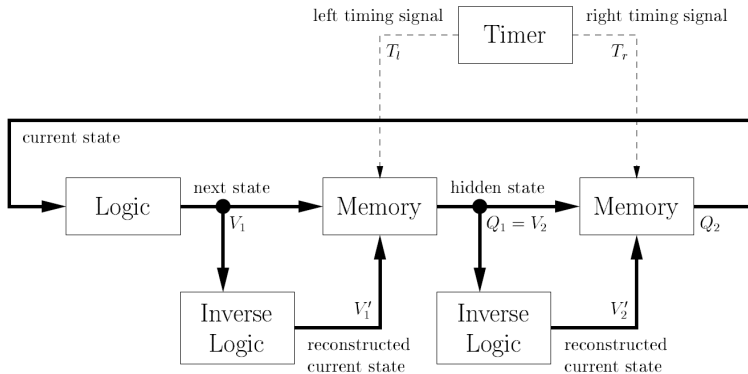 left timing signal
Timer
right timing signal
T_l
T_r
current state
Logic
next state
Memory
hidden state
Memory
V_1
Q_1 = V_2
Q_2
Inverse
Logic
V_1'
Inverse
Logic
V_2'
reconstructed
current state
reconstructed
current state